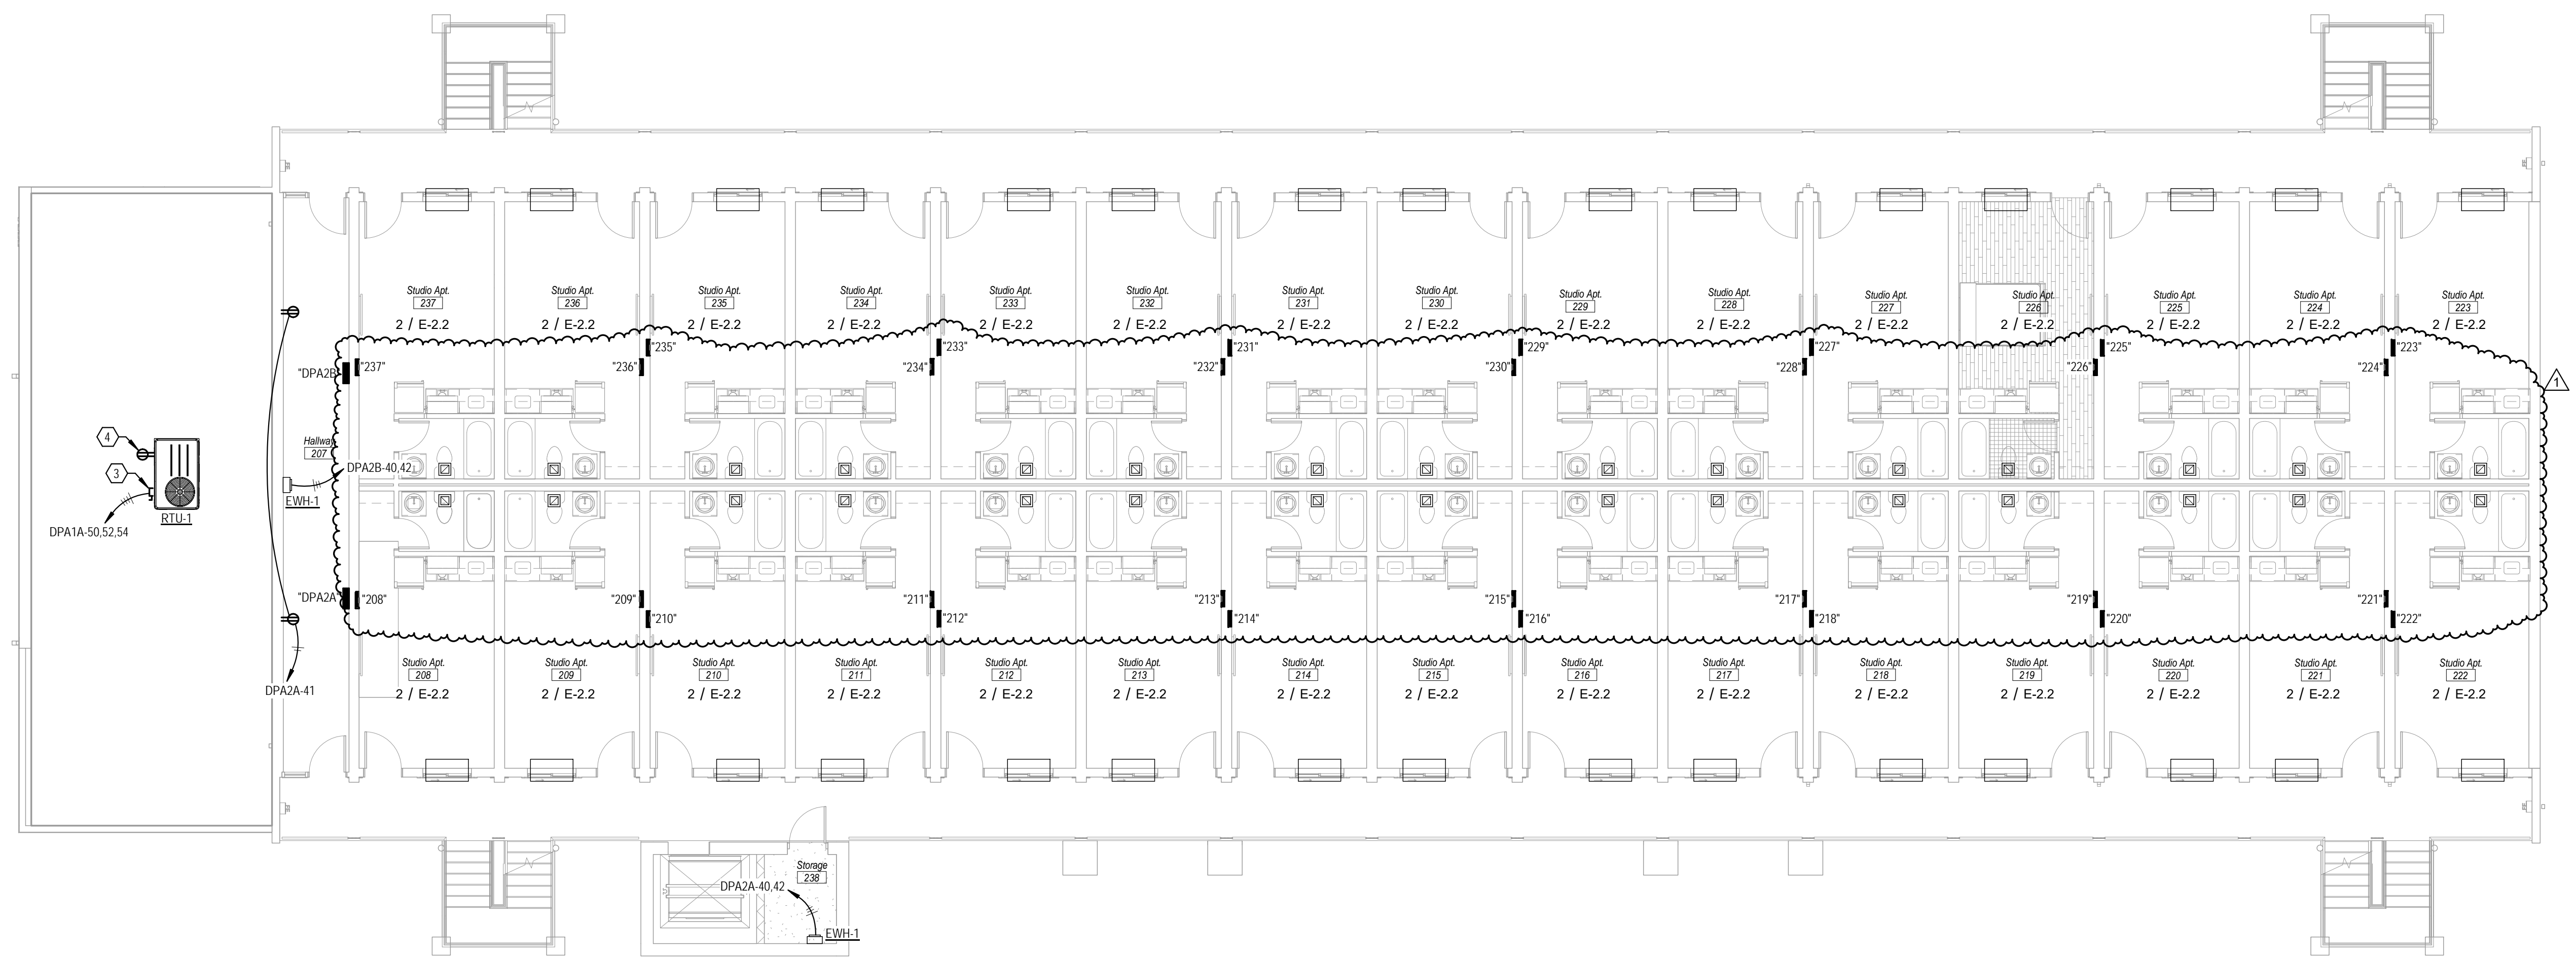 Studio Apt.
237
2 / E-2.2
Studio Apt.
236
2 / E-2.2
Studio Apt.
235
2 / E-2.2
Studio Apt.
234
2 / E-2.2
Studio Apt.
233
2 / E-2.2
Studio Apt.
232
2 / E-2.2
Studio Apt.
231
2 / E-2.2
Studio Apt.
230
2 / E-2.2
Studio Apt.
229
2 / E-2.2
Studio Apt.
228
2 / E-2.2
Studio Apt.
227
2 / E-2.2
Studio Apt.
226
2 / E-2.2
Studio Apt.
225
2 / E-2.2
Studio Apt.
224
2 / E-2.2
Studio Apt.
223
2 / E-2.2
"DPA2B"
"237"
"235"
"236"
"233"
"234"
"231"
"232"
"229"
"230"
"227"
"228"
"225"
"226"
"223"
"224"
1
4
3
Hallway
207
DPA2B-40,42
EWH-1
RTU-1
DPA1A-50,52,54
"DPA2A"
"208"
"209"
"210"
"211"
"212"
"213"
"214"
"215"
"216"
"217"
"218"
"219"
"220"
"221"
"222"
DPA2A-41
Studio Apt.
208
2 / E-2.2
Studio Apt.
209
2 / E-2.2
Studio Apt.
210
2 / E-2.2
Studio Apt.
211
2 / E-2.2
Studio Apt.
212
2 / E-2.2
Studio Apt.
213
2 / E-2.2
Studio Apt.
214
2 / E-2.2
Studio Apt.
215
2 / E-2.2
Studio Apt.
216
2 / E-2.2
Studio Apt.
217
2 / E-2.2
Studio Apt.
218
2 / E-2.2
Studio Apt.
219
2 / E-2.2
Studio Apt.
220
2 / E-2.2
Studio Apt.
221
2 / E-2.2
Studio Apt.
222
2 / E-2.2
Storage
238
DPA2A-40,42
EWH-1